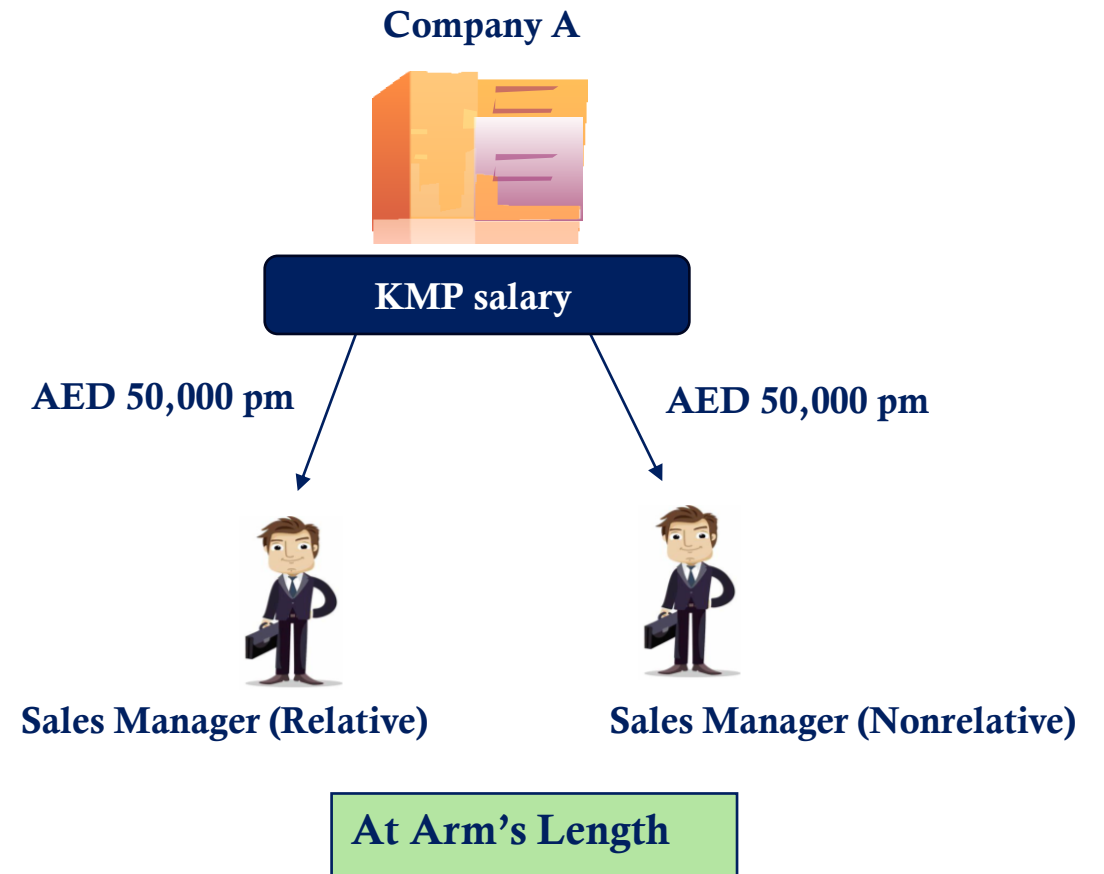 Company A
KMP salary
AED 50,000 pm
AED 50,000 pm
Sales Manager (Relative)
Sales Manager (Nonrelative)
At Arm’s Length